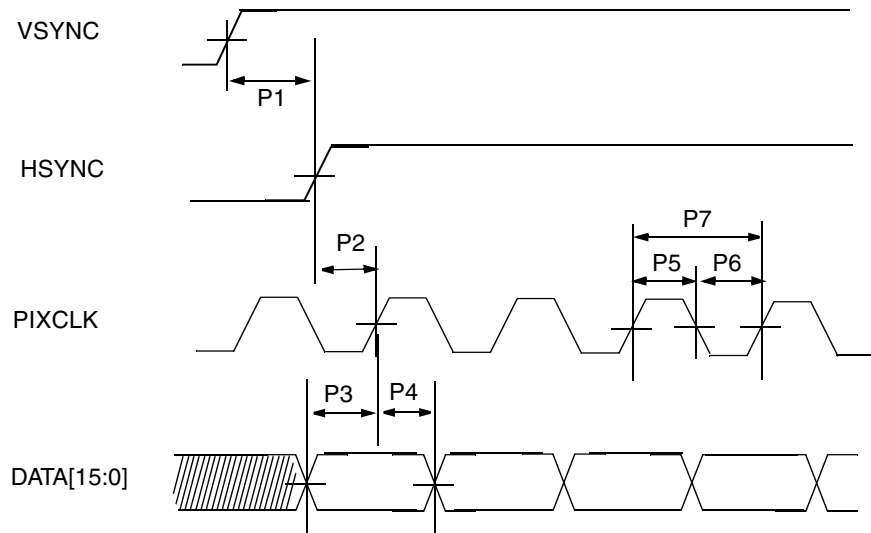 VSYNC
P1
HSYNC
P2
P7
P5 P6
PIXCLK
P3 P4
DATA[15:0]